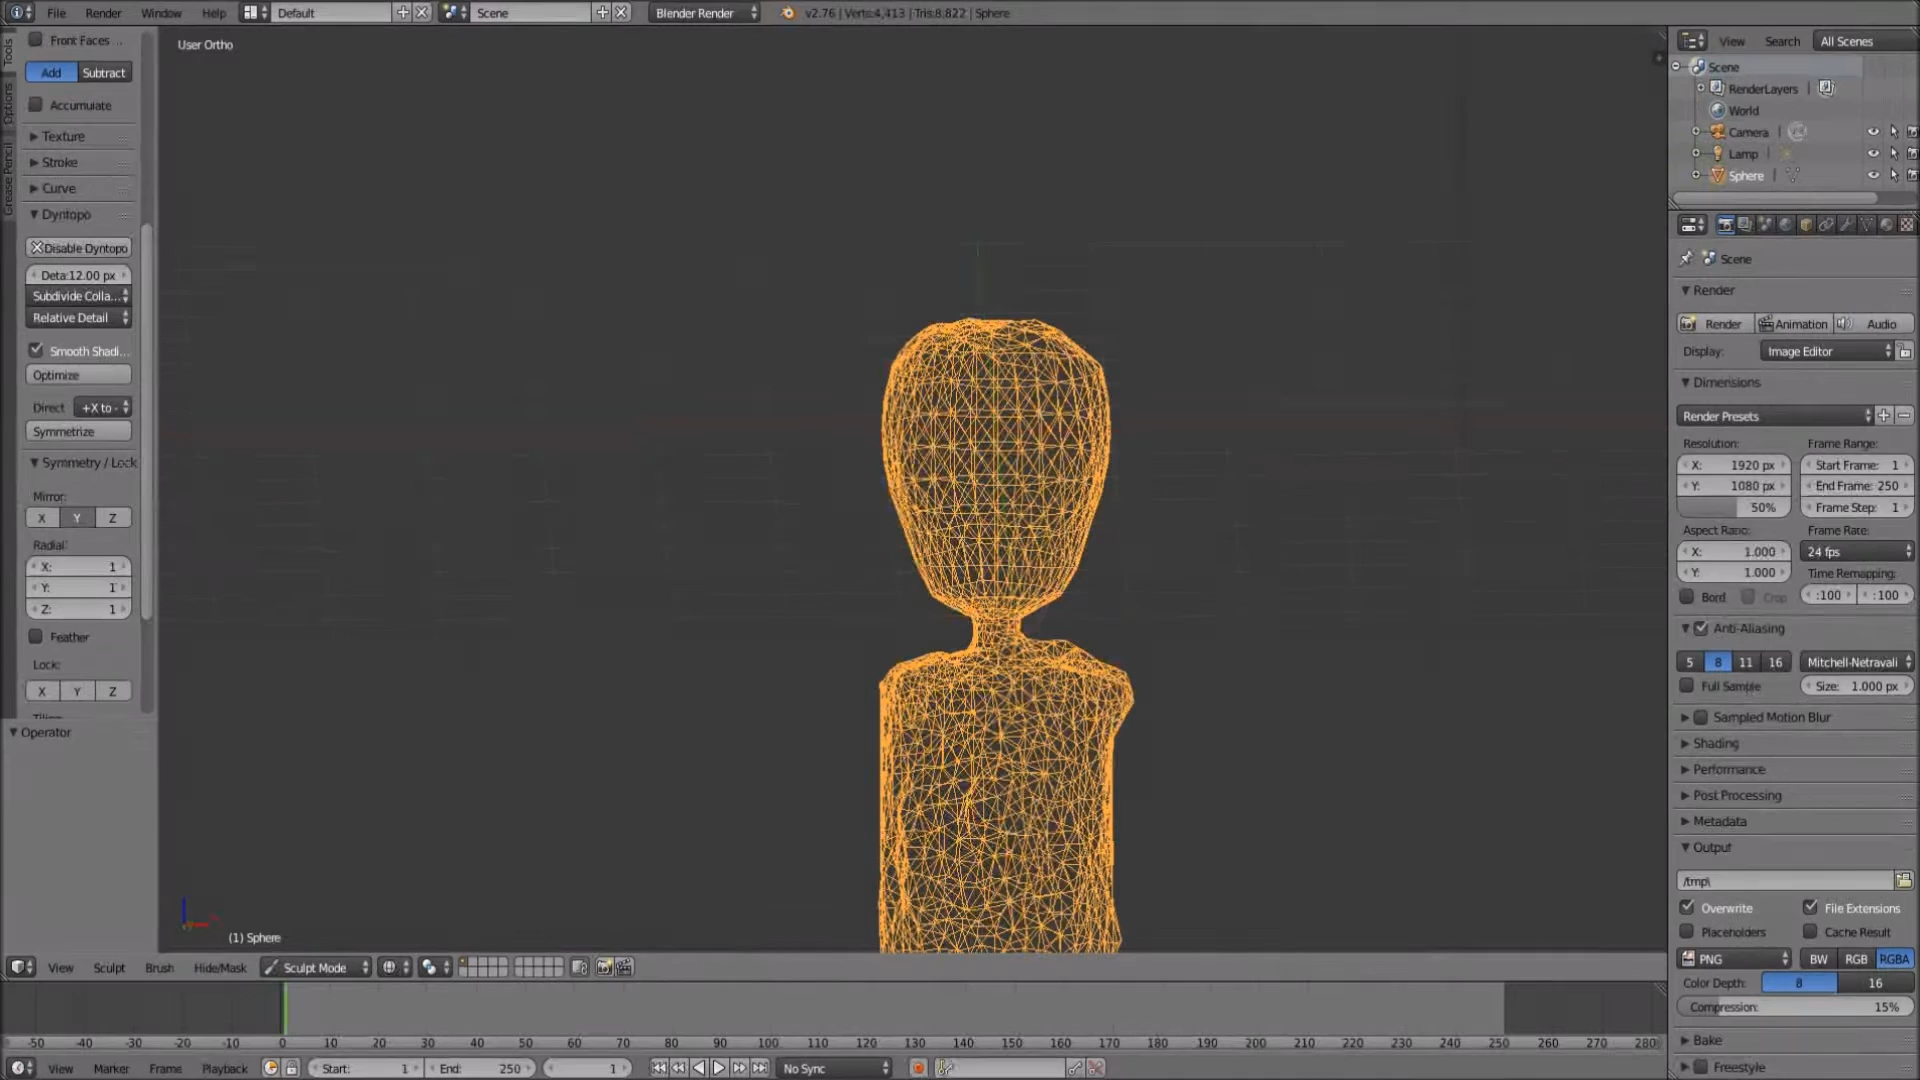 File Render Window Help Default Scene Blender Render v2.76 | Verts:4,413 | Tris:8,822 | Sphere
Tools
Options
Grease Pencil
Front Faces ...
Add Subtract
Accumulate
Texture
Stroke
Curve
Dyntopo
Disable Dyntopo
Deta:12.00 px
Subdivide Colla...
Relative Detail
Smooth Shadi...
Optimize
Direct +X to -
Symmetrize
Symmetry / Lock
Mirror:
X Y Z
Radial:
X: 1
Y: 1
Z: 1
Feather
Lock:
X Y Z
Operator
User Ortho
(1) Sphere
View Sculpt Brush Hide/Mask Sculpt Mode
-50 -40 -30 -20 -10 0 10 20 30 40 50 60 70 80 90 100 110 120 130 140 150 160 170 180 190 200 210 220 230 240 250 260 270 280
View Marker Frame Playback Start: 1 End: 250 1 No Sync
View Search All Scenes
Scene
RenderLayers |
World
Camera |
Lamp |
Sphere |
Scene
Render
Render Animation Audio
Display: Image Editor
Dimensions
Render Presets
Resolution: Frame Range:
X: 1920 px Start Frame: 1
Y: 1080 px End Frame: 250
50% Frame Step: 1
Aspect Ratio: Frame Rate:
X: 1.000 24 fps
Y: 1.000 Time Remapping:
Bord Crop :100 :100
Anti-Aliasing
5 8 11 16 Mitchell-Netravali
Full Sample Size: 1.000 px
Sampled Motion Blur
Shading
Performance
Post Processing
Metadata
Output
/tmp\
Overwrite File Extensions
Placeholders Cache Result
PNG BW RGB RGBA
Color Depth: 8 16
Compression: 15%
Bake
Freestyle